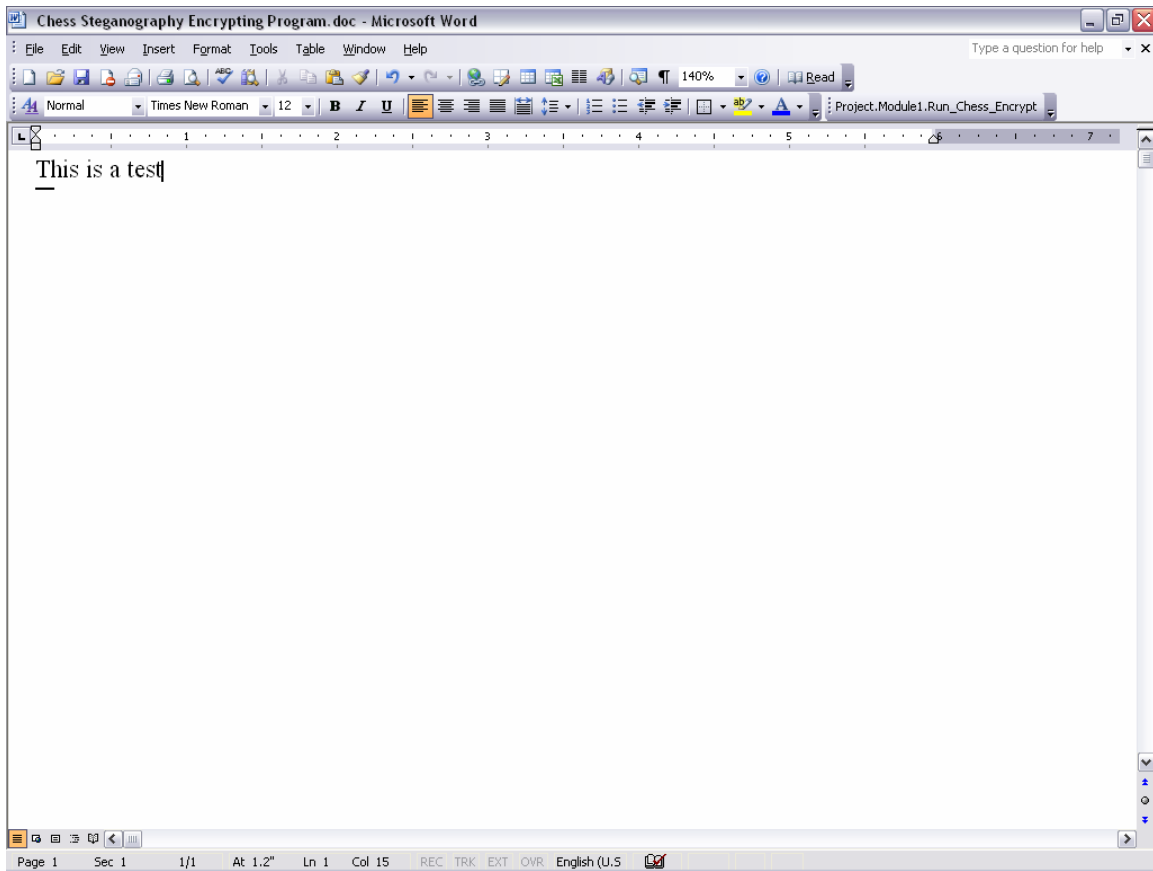 Chess Steganography Encrypting Program.doc - Microsoft Word
File Edit View Insert Format Tools Table Window Help Type a question for help
140% Read
Normal Times New Roman 12 B I U Project.Module1.Run_Chess_Encrypt
1 2 3 4 5 6 7
This is a test
Page 1 Sec 1 1/1 At 1.2" Ln 1 Col 15 REC TRK EXT OVR English (U.S